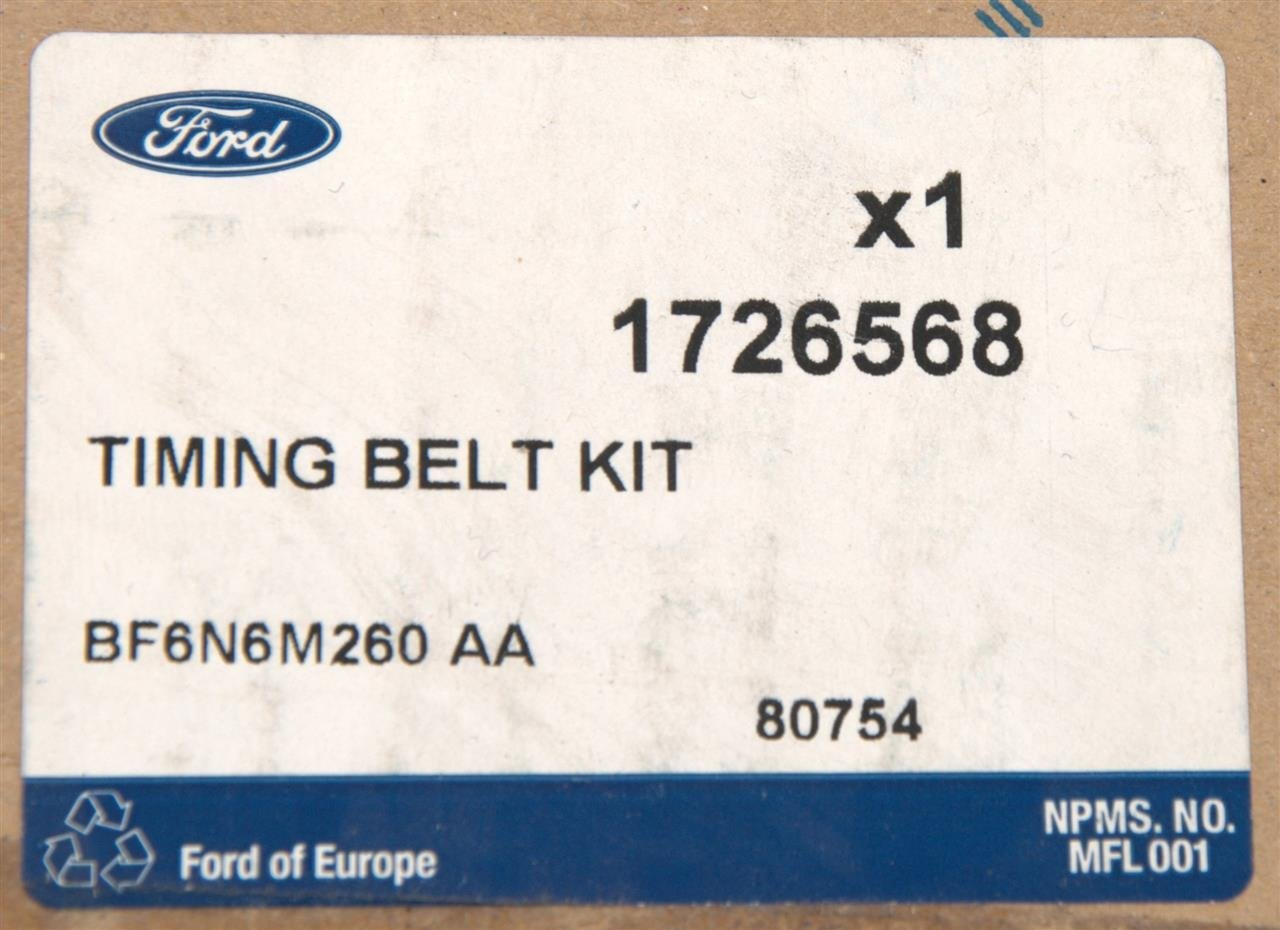 Ford
x1
1726568
TIMING BELT KIT
BF6N6M260 AA
80754
Ford of Europe
NPMS. NO.
MFL 001